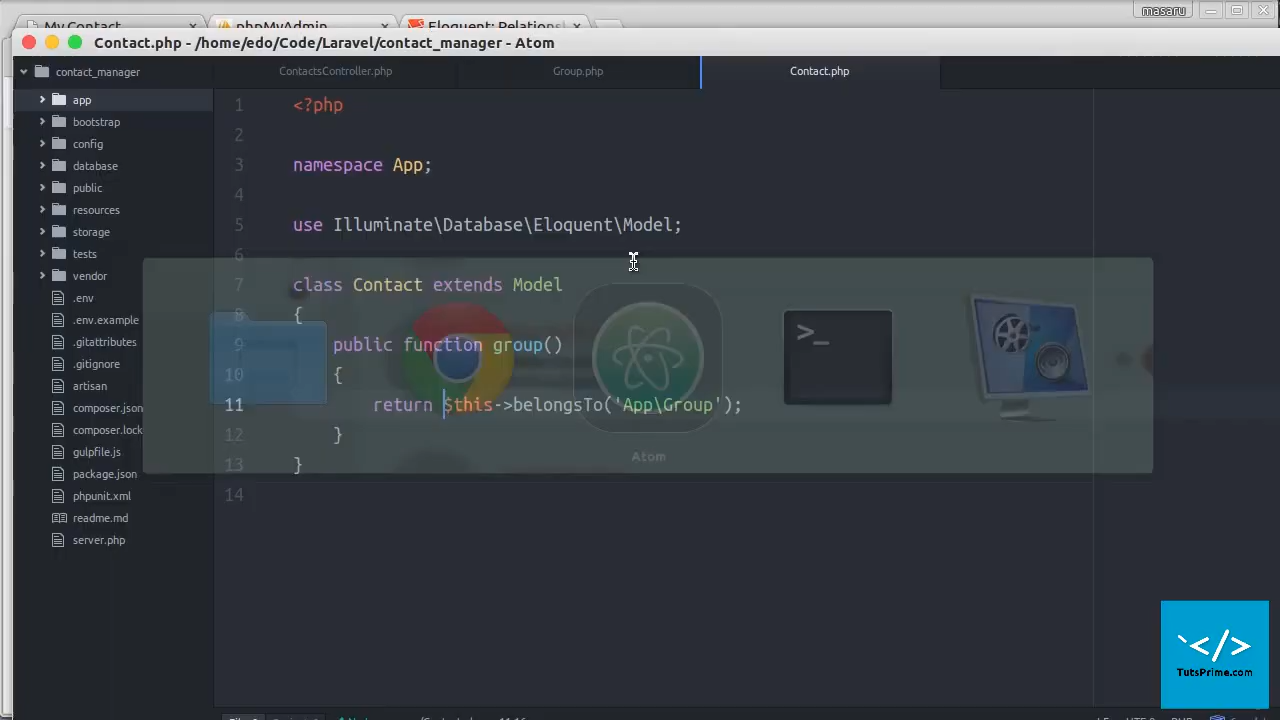 masaru
My Contact
phpMyAdmin
Eloquent: Relations
Contact.php - /home/edo/Code/Laravel/contact_manager - Atom
contact_manager
ContactsController.php
Group.php
Contact.php
app
bootstrap
config
database
public
resources
storage
tests
vendor
.env
.env.example
.gitattributes
.gitignore
artisan
composer.json
composer.lock
gulpfile.js
package.json
phpunit.xml
readme.md
server.php
1 <?php
2
3 namespace App;
4
5 use Illuminate\Database\Eloquent\Model;
6
7 class Contact extends Model
8 {
9 public function group()
10 {
11 return $this->belongsTo('App\Group');
12 }
13 }
14
>_
Atom
</>
TutsPrime.com